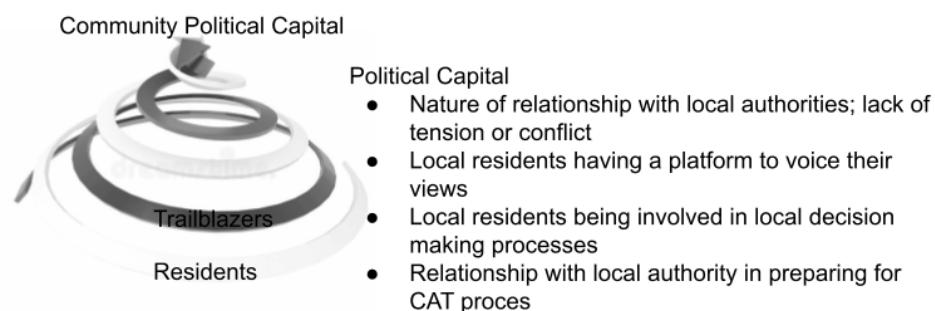 Community Political Capital
Political Capital
● Nature of relationship with local authorities; lack of
tension or conflict
● Local residents having a platform to voice their
views
● Local residents being involved in local decision
making processes
● Relationship with local authority in preparing for
CAT proces
dreamstime
Trailblazers
Residents